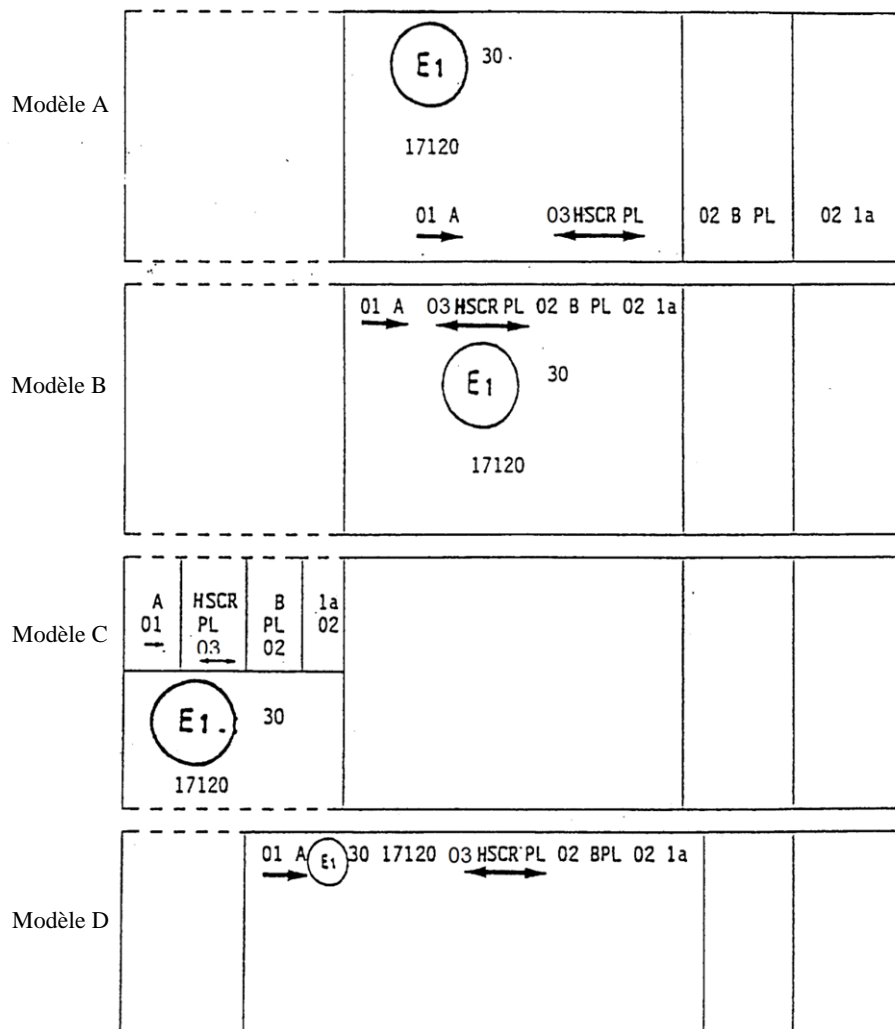 Modèle A
E1 30
17120
01 A 03 HSCR PL 02 B PL 02 1a
Modèle B
01 A 03 HSCR PL 02 B PL 02 1a
E1 30
17120
Modèle C
A HSCR B 1a
01 PL PL 02
03 02
E1 30
17120
Modèle D
01 A E1 30 17120 03 HSCR PL 02 BPL 02 1a